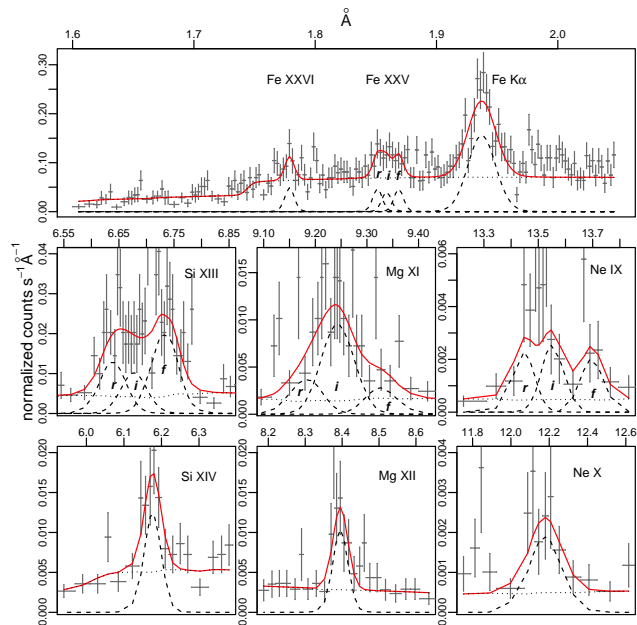 Å
1.6 1.7 1.8 1.9 2.0
0.30
0.10
0.00
Fe XXVI Fe XXV Fe Kα
r i f
6.55 6.65 6.75 6.85
0.04
0.03
0.02
0.01
0.00
Si XIII
r i f
9.10 9.20 9.30 9.40
0.015
0.010
0.005
0.000
Mg XI
r i f
13.3 13.5 13.7
0.006
0.004
0.002
0.000
Ne IX
r i f
normalized counts s⁻¹ Å⁻¹
6.0 6.1 6.2 6.3
0.020
0.015
0.010
0.005
0.000
Si XIV
8.2 8.3 8.4 8.5 8.6
0.020
0.015
0.010
0.005
0.000
Mg XII
11.8 12.0 12.2 12.4 12.6
0.004
0.003
0.002
0.001
0.000
Ne X